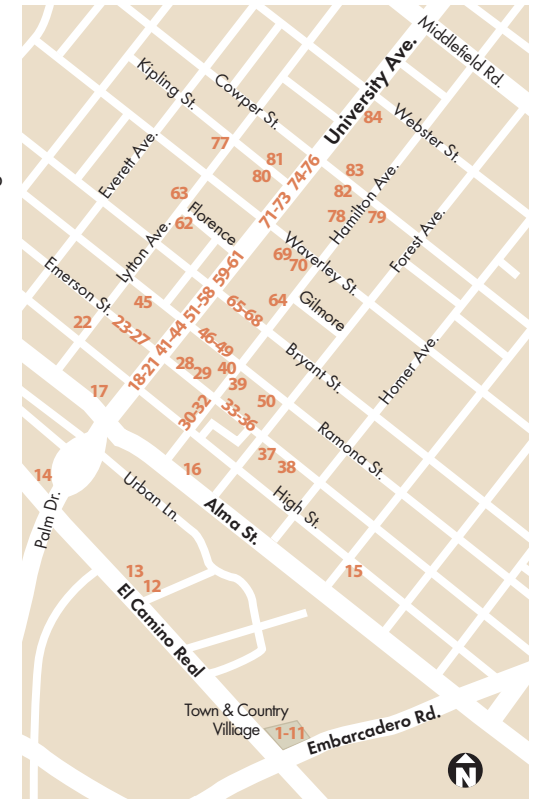 Middlefield Rd.
University Ave.
Kipling St.
Cowper St.
Webster St.
84
77
Everett Ave.
81
80
74-76
83
82
Hamilton Ave.
63
71-73
78
79
62
Florence
Lytton Ave.
Forest Ave.
69
70
Waverley St.
59-61
Emerson St.
45
51-58
65-68
64
Gilmore
22
23-27
41-44
46-49
Bryant St.
Homer Ave.
18-21
28
29
40
39
17
30-32
33-36
50
Ramona St.
14
16
37
38
Palm Dr.
Urban Ln.
Alma St.
High St.
13
12
15
El Camino Real
Town & Country
Villiage
1-11
Embarcadero Rd.
N